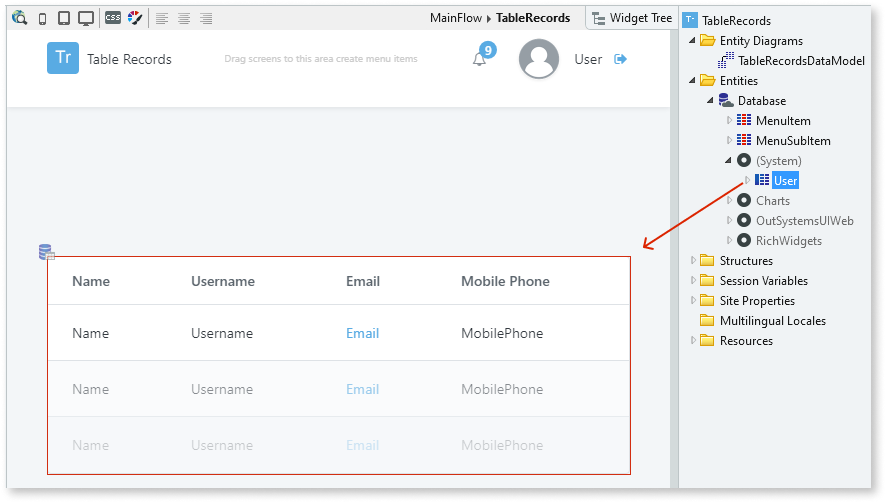 CSS
MainFlow ▸ TableRecords
Widget Tree
Tr
Table Records
Drag screens to this area create menu items
9
User
Name Username Email Mobile Phone
Name Username Email MobilePhone
Name Username Email MobilePhone
Name Username Email MobilePhone
Tr TableRecords
Entity Diagrams
TableRecordsDataModel
Entities
Database
MenuItem
MenuSubItem
(System)
User
Charts
OutSystemsUIWeb
RichWidgets
Structures
Session Variables
Site Properties
Multilingual Locales
Resources